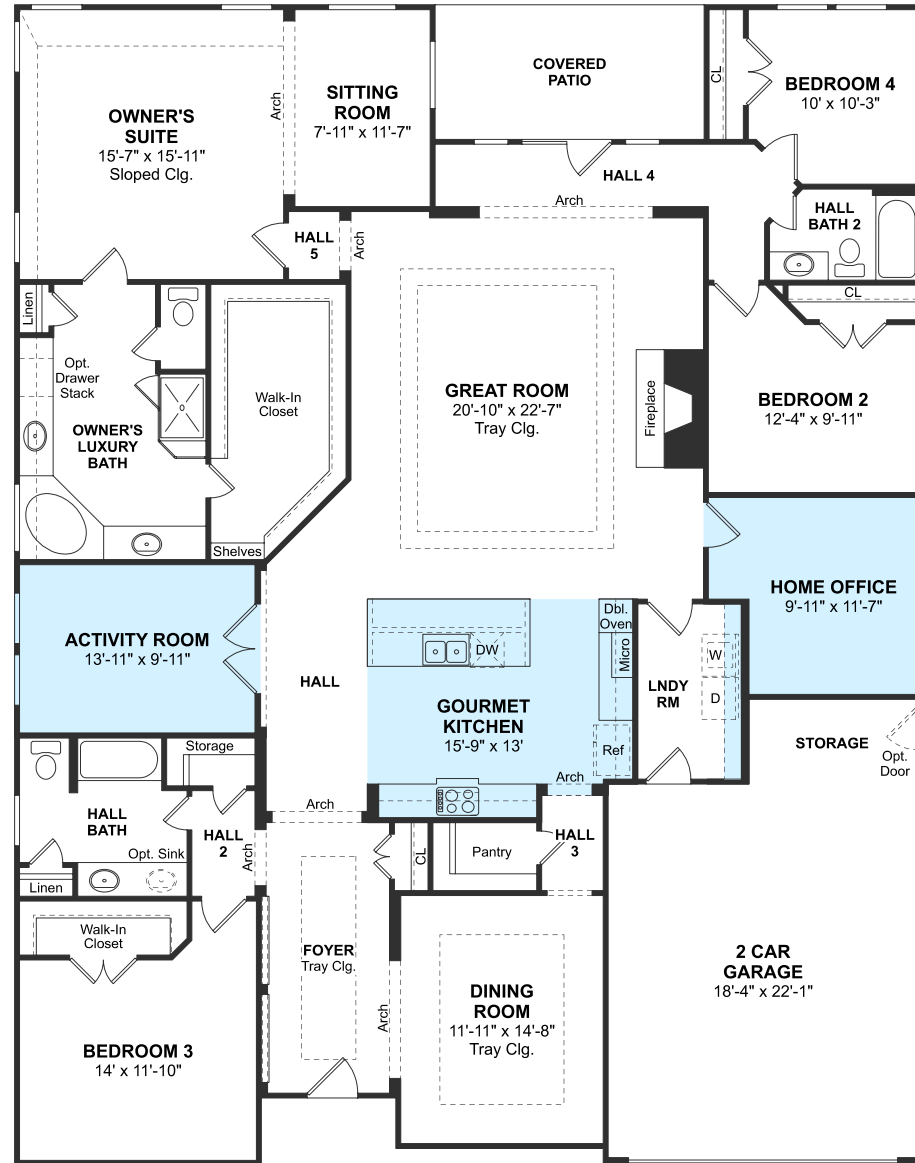 OWNER'S
SUITE
15'-7" x 15'-11"
Sloped Clg.
Arch
SITTING
ROOM
7'-11" x 11'-7"
COVERED
PATIO
CL
BEDROOM 4
10' x 10'-3"
HALL 4
Arch
HALL
BATH 2
HALL
5
Arch
CL
Linen
Opt.
Drawer
Stack
OWNER'S
LUXURY
BATH
Walk-In
Closet
Shelves
GREAT ROOM
20'-10" x 22'-7"
Tray Clg.
Fireplace
BEDROOM 2
12'-4" x 9'-11"
HOME OFFICE
9'-11" x 11'-7"
ACTIVITY ROOM
13'-11" x 9'-11"
HALL
DW
Dbl.
Oven
Micro
GOURMET
KITCHEN
15'-9" x 13'
Ref
Arch
LNDY
RM
W
D
STORAGE
Opt.
Door
Storage
HALL
BATH
Opt. Sink
Linen
HALL
2
Arch
Arch
CL
Pantry
HALL
3
Walk-In
Closet
BEDROOM 3
14' x 11'-10"
FOYER
Tray Clg.
Arch
DINING
ROOM
11'-11" x 14'-8"
Tray Clg.
2 CAR
GARAGE
18'-4" x 22'-1"